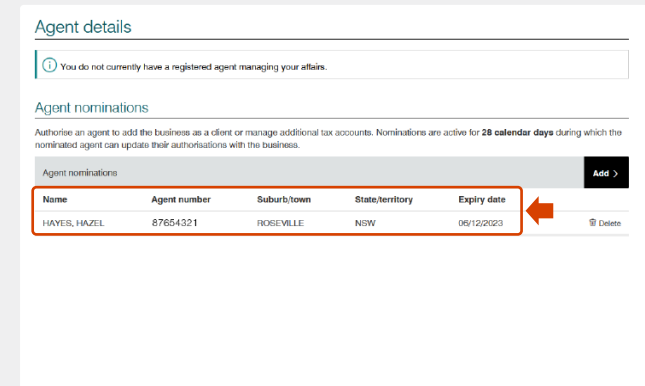 Agent details
You do not currently have a registered agent managing your affairs.
Agent nominations
Authorise an agent to add the business as a client or manage additional tax accounts. Nominations are active for 28 calendar days during which the
nominated agent can update their authorisations with the business.
Agent nominations Add >
Name Agent number Suburb/town State/territory Expiry date
HAYES, HAZEL 87654321 ROSEVILLE NSW 06/12/2023 Delete